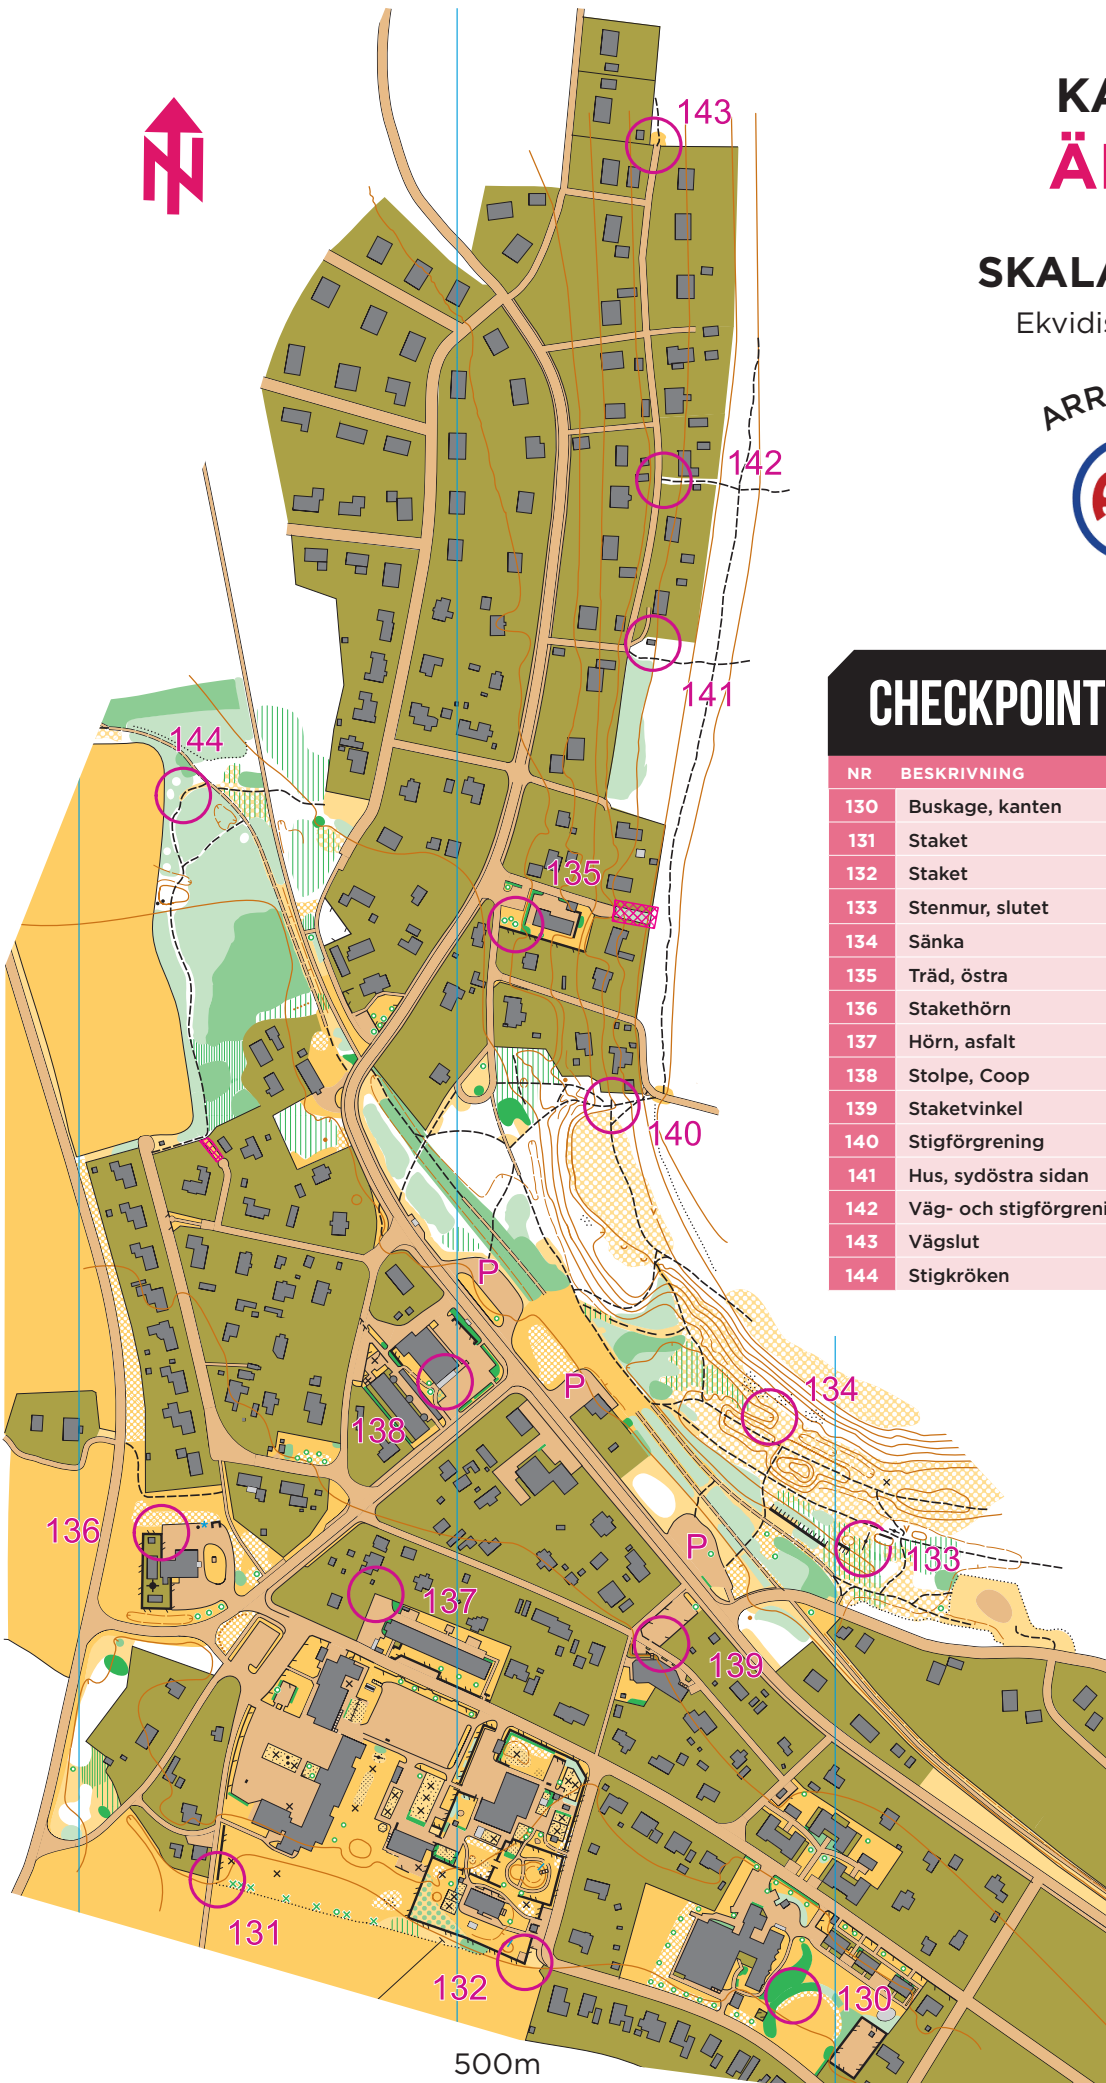 143
142
141
144
135
140
P
P
134
138
136
133
137
P
139
131
132
130
500m
SKALA
CHECKPOINT
NR BESKRIVNING
130 Buskage, kanten
131 Staket
132 Staket
133 Stenmur, slutet
134 Sänka
135 Träd, östra
136 Stakethörn
137 Hörn, asfalt
138 Stolpe, Coop
139 Staketvinkel
140 Stigförgrening
141 Hus, sydöstra sidan
142 Väg- och stigförgreni
143 Vägslut
144 Stigkröken